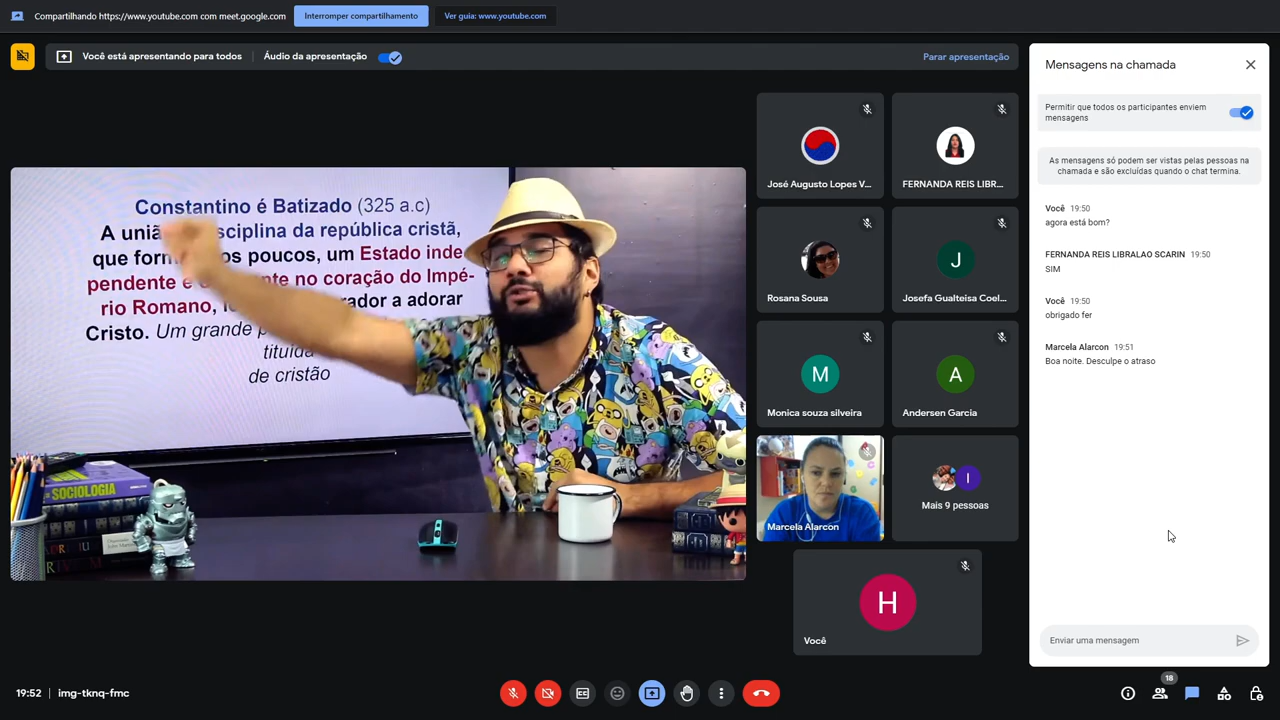 Compartilhando https://www.youtube.com com meet.google.com
Interromper compartilhamento
Ver guia: www.youtube.com
Você está apresentando para todos
Áudio da apresentação
Parar apresentação
Constantino é Batizado (325 a.c)
A uniã sciplina da república cristã,
que form os poucos, um Estado inde
pendente e nte no coração do Impé-
rio Romano, rador a adorar
Cristo. Um grande
tituída
de cristão
SOCIOLOGIA
José Augusto Lopes V...
FERNANDA REIS LIBR...
Rosana Sousa
J
Josefa Gualteisa Coel...
M
Monica souza silveira
A
Andersen Garcia
Marcela Alarcon
I
Mais 9 pessoas
H
Você
Mensagens na chamada
Permitir que todos os participantes enviem
mensagens
As mensagens só podem ser vistas pelas pessoas na
chamada e são excluídas quando o chat termina.
Você 19:50
agora está bom?
FERNANDA REIS LIBRALAO SCARIN 19:50
SIM
Você 19:50
obrigado fer
Marcela Alarcon 19:51
Boa noite. Desculpe o atraso
Enviar uma mensagem
19:52 | img-tknq-fmc
18